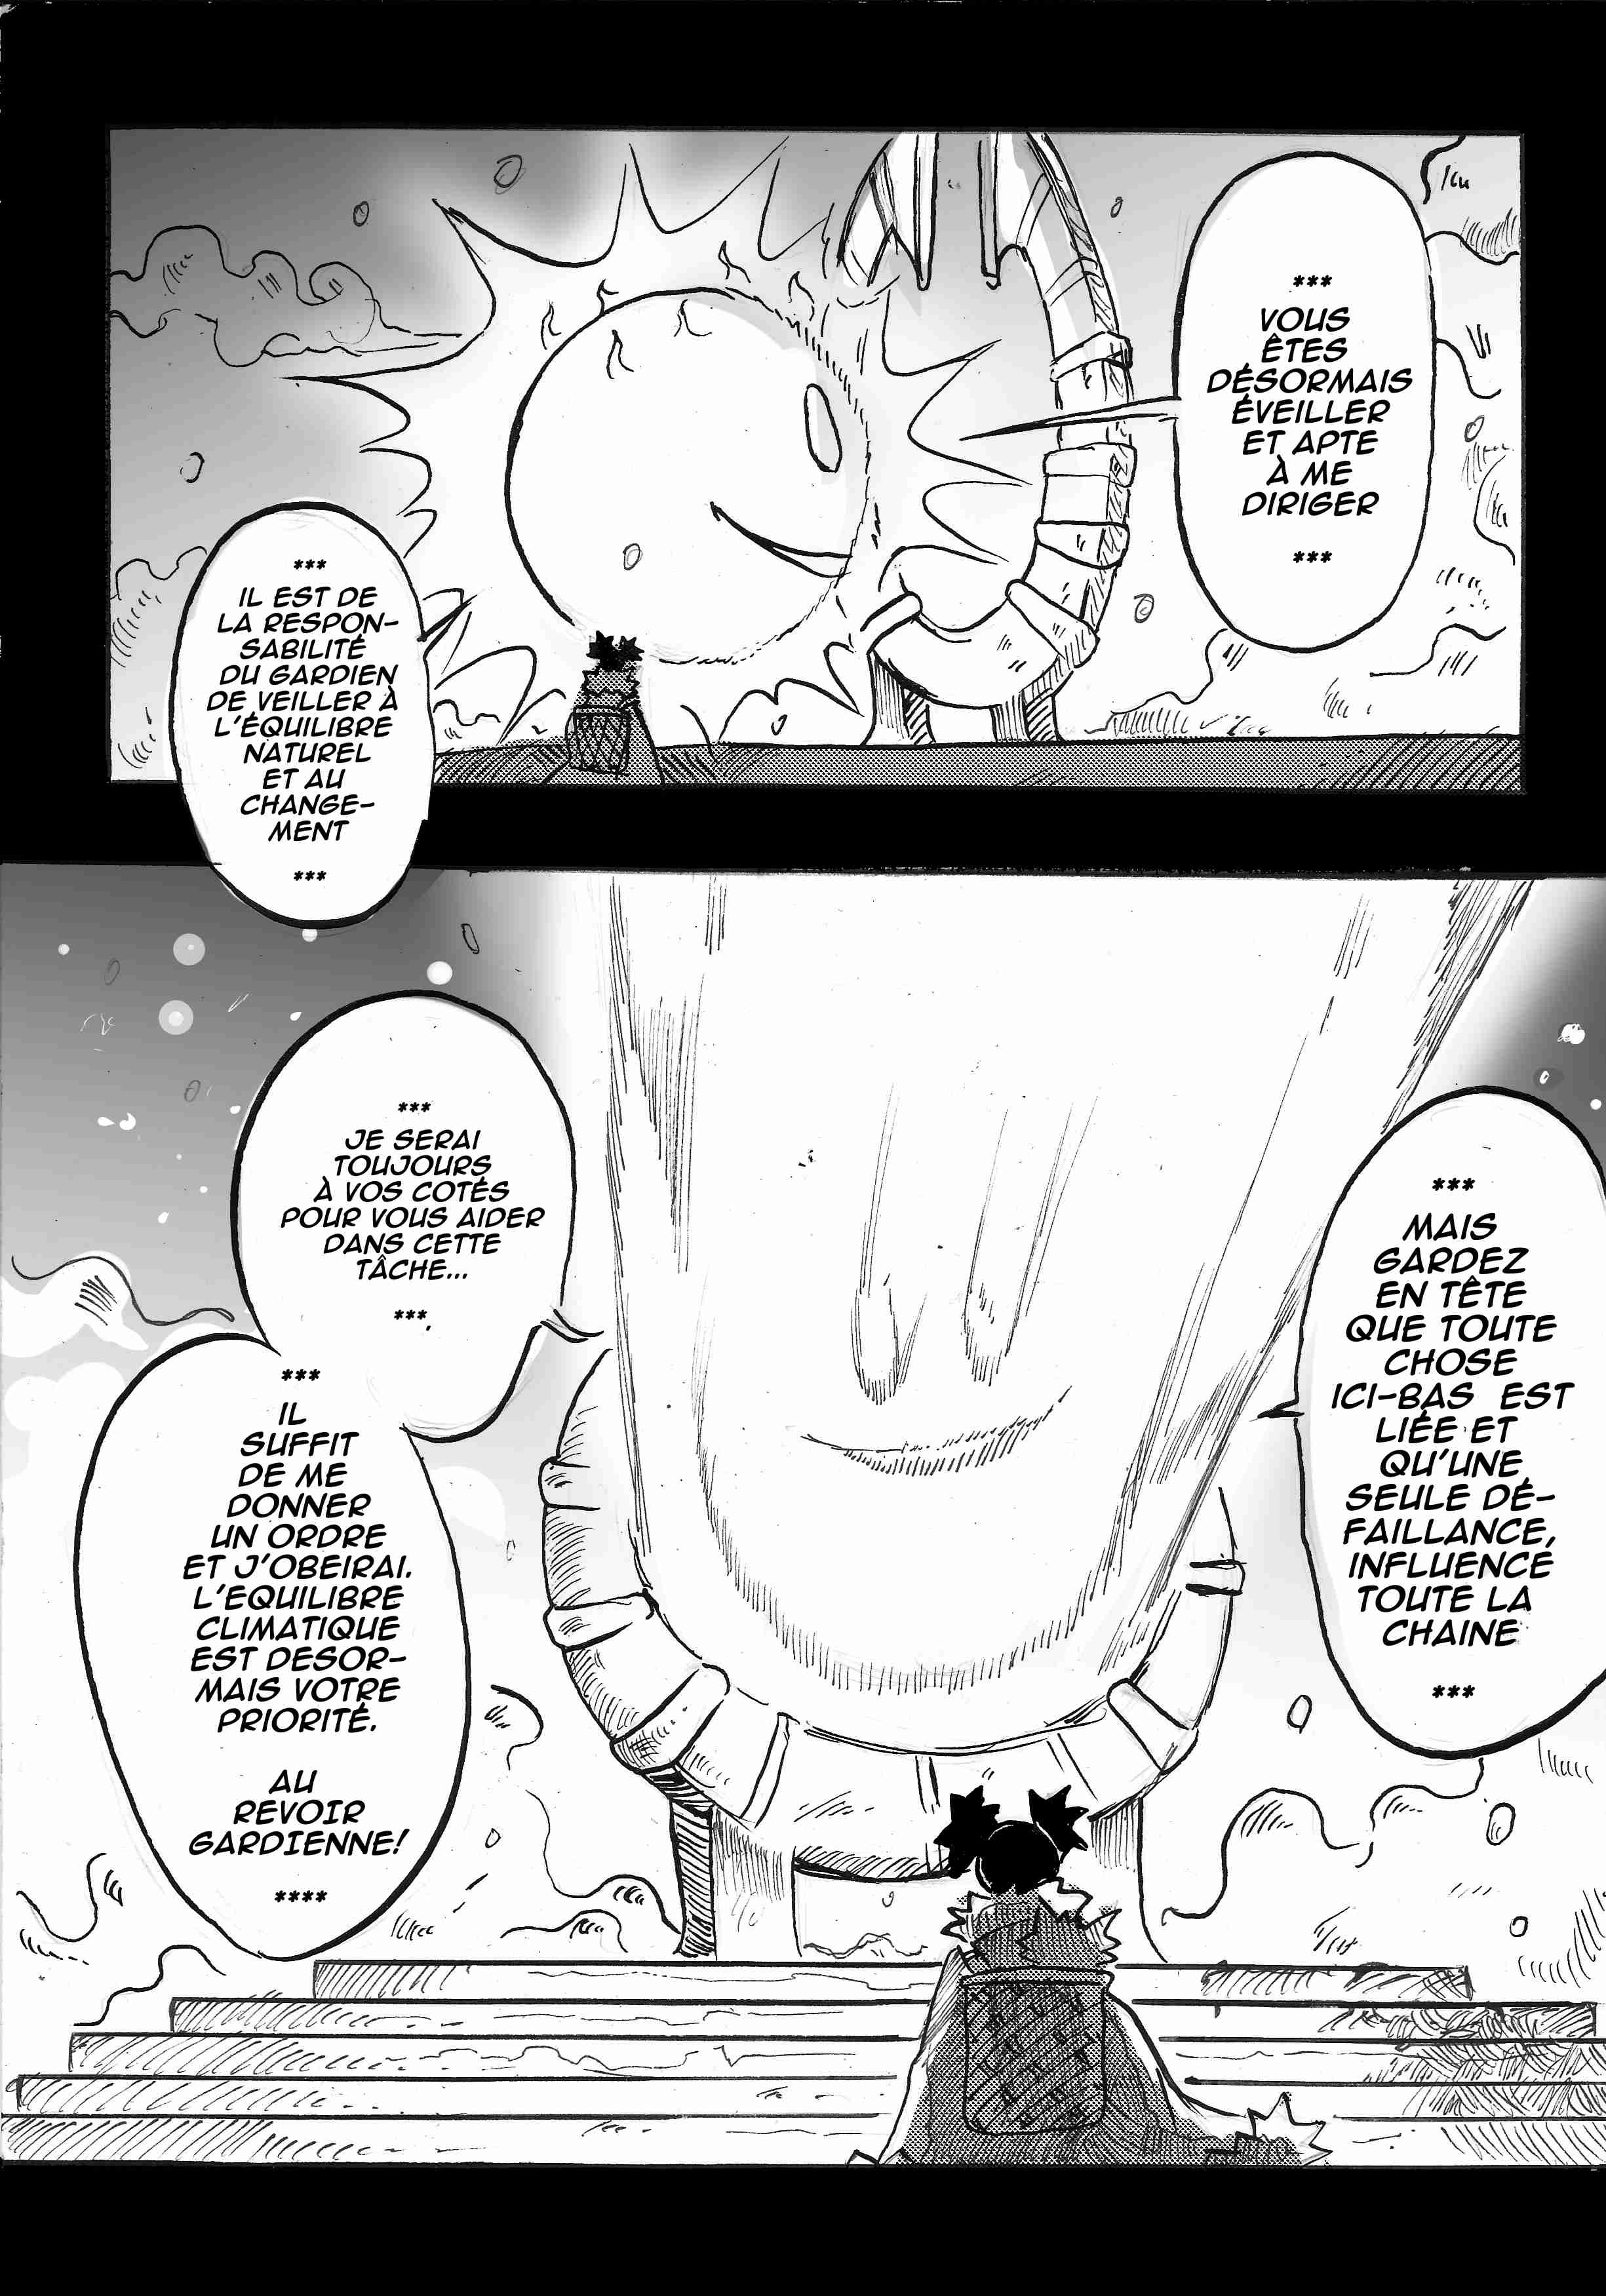 ***
VOUS
ÊTES
DÉSORMAIS
ÉVEILLER
ET APTE
À ME
DIRIGER
***
***
IL EST DE
LA RESPON-
SABILITÉ
DU GARDIEN
DE VEILLER À
L'ÉQUILIBRE
NATUREL
ET AU
CHANGE-
MENT
***
***
MAIS
GARDEZ
EN TÊTE
QUE TOUTE
CHOSE
ICI-BAS EST
LIÉE ET
QU'UNE
SEULE DÉ-
FAILLANCE,
INFLUENCE
TOUTE LA
CHAINE
***
***
JE SERAI
TOUJOURS
À VOS COTÉS
POUR VOUS AIDER
DANS CETTE
TÂCHE...
***
***
IL
SUFFIT
DE ME
DONNER
UN ORDRE
ET J'OBEIRAI.
L'EQUILIBRE
CLIMATIQUE
EST DESOR-
MAIS VOTRE
PRIORITÉ.
AU
REVOIR
GARDIENNE!
****